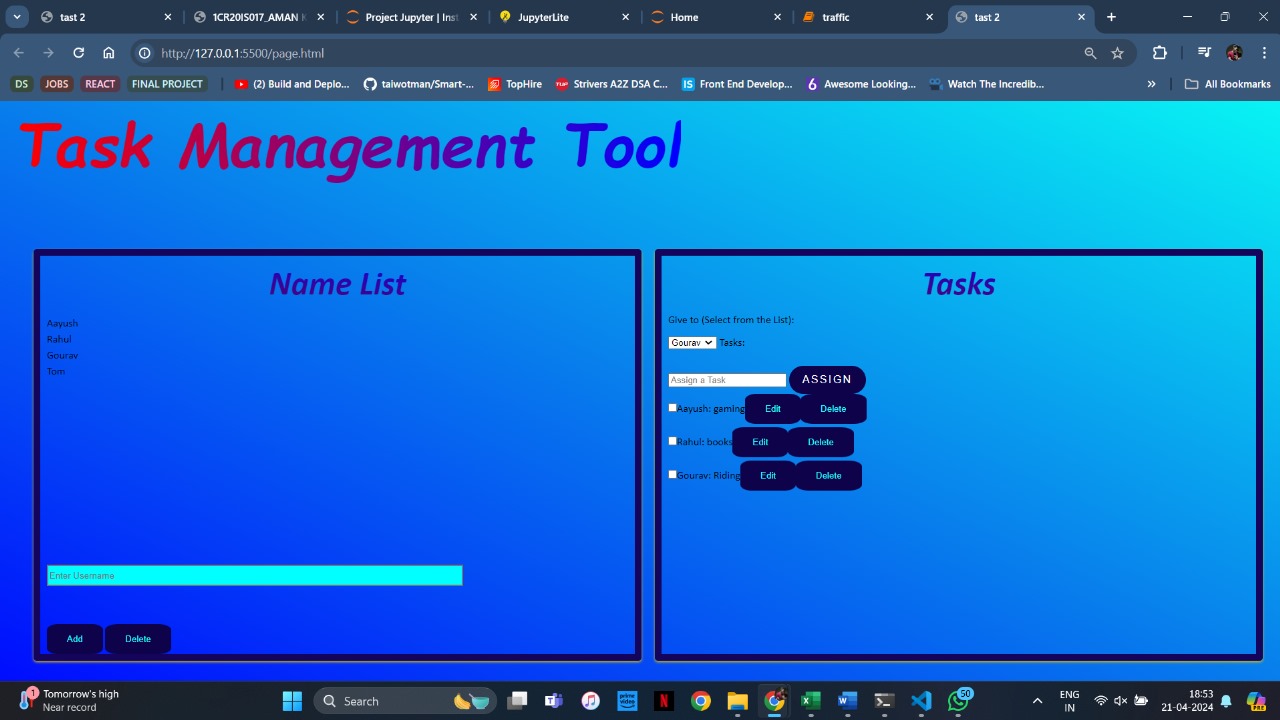 tast 2
1CR20IS017_AMAN K
Project Jupyter | Inst
JupyterLite
Home
traffic
tast 2
http://127.0.0.1:5500/page.html
DS
JOBS
REACT
FINAL PROJECT
(2) Build and Deplo...
taiwotman/Smart-...
TopHire
Strivers A2Z DSA C...
Front End Develop...
Awesome Looking...
Watch The Incredib...
All Bookmarks
Task Management Tool
Name List
Aayush
Rahul
Gourav
Tom
Enter Username
Add
Delete
Tasks
Give to (Select from the List):
Gourav Tasks:
Assign a Task ASSIGN
Aayush: gaming Edit Delete
Rahul: books Edit Delete
Gourav: Riding Edit Delete
1
Tomorrow's high
Near record
Search
prime video
50
ENG
IN
18:53
21-04-2024
PRE